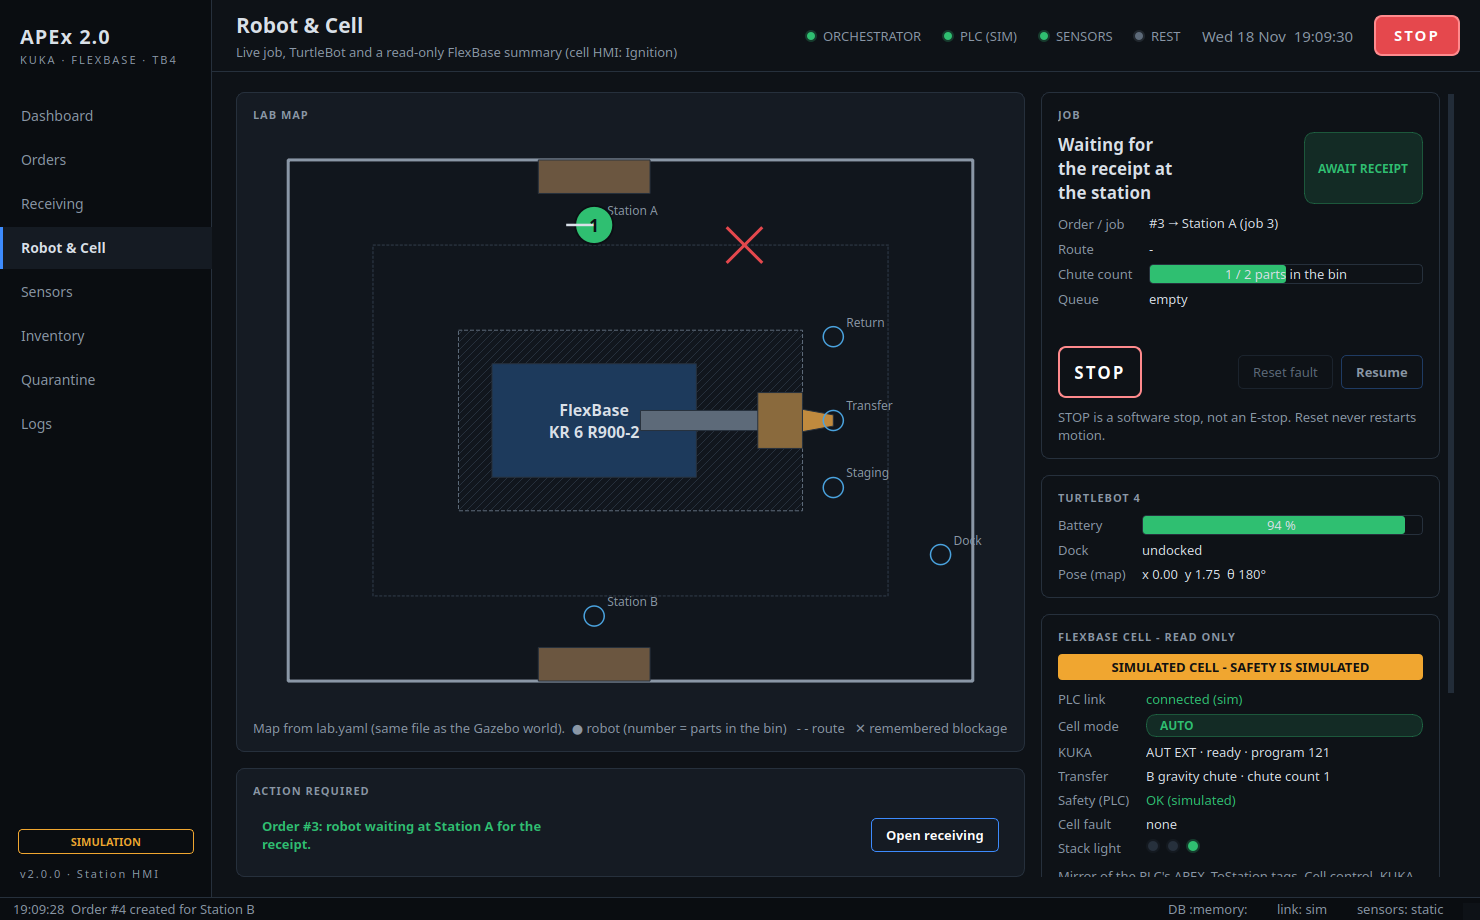 APEx 2.0
KUKA · FLEXBASE · TB4
Dashboard
Orders
Receiving
Robot & Cell
Sensors
Inventory
Quarantine
Logs
SIMULATION
v2.0.0 · Station HMI
Robot & Cell
Live job, TurtleBot and a read-only FlexBase summary (cell HMI: Ignition)
ORCHESTRATOR
PLC (SIM)
SENSORS
REST
Wed 18 Nov 19:09:30
STOP
LAB MAP
Station A
1
Return
FlexBase
KR 6 R900-2
Transfer
Staging
Dock
Station B
Map from lab.yaml (same file as the Gazebo world). ● robot (number = parts in the bin) - - route ✕ remembered blockage
ACTION REQUIRED
Order #3: robot waiting at Station A for the
receipt.
Open receiving
JOB
Waiting for
the receipt at
the station
AWAIT RECEIPT
Order / job #3 → Station A (job 3)
Route -
Chute count 1 / 2 parts in the bin
Queue empty
STOP
Reset fault
Resume
STOP is a software stop, not an E-stop. Reset never restarts
motion.
TURTLEBOT 4
Battery 94 %
Dock undocked
Pose (map) x 0.00 y 1.75 θ 180°
FLEXBASE CELL - READ ONLY
SIMULATED CELL - SAFETY IS SIMULATED
PLC link connected (sim)
Cell mode AUTO
KUKA AUT EXT · ready · program 121
Transfer B gravity chute · chute count 1
Safety (PLC) OK (simulated)
Cell fault none
Stack light
Mirror of the PLC's APEX_ToStation tags. Cell control, KUKA
19:09:28 Order #4 created for Station B
DB :memory:
link: sim
sensors: static